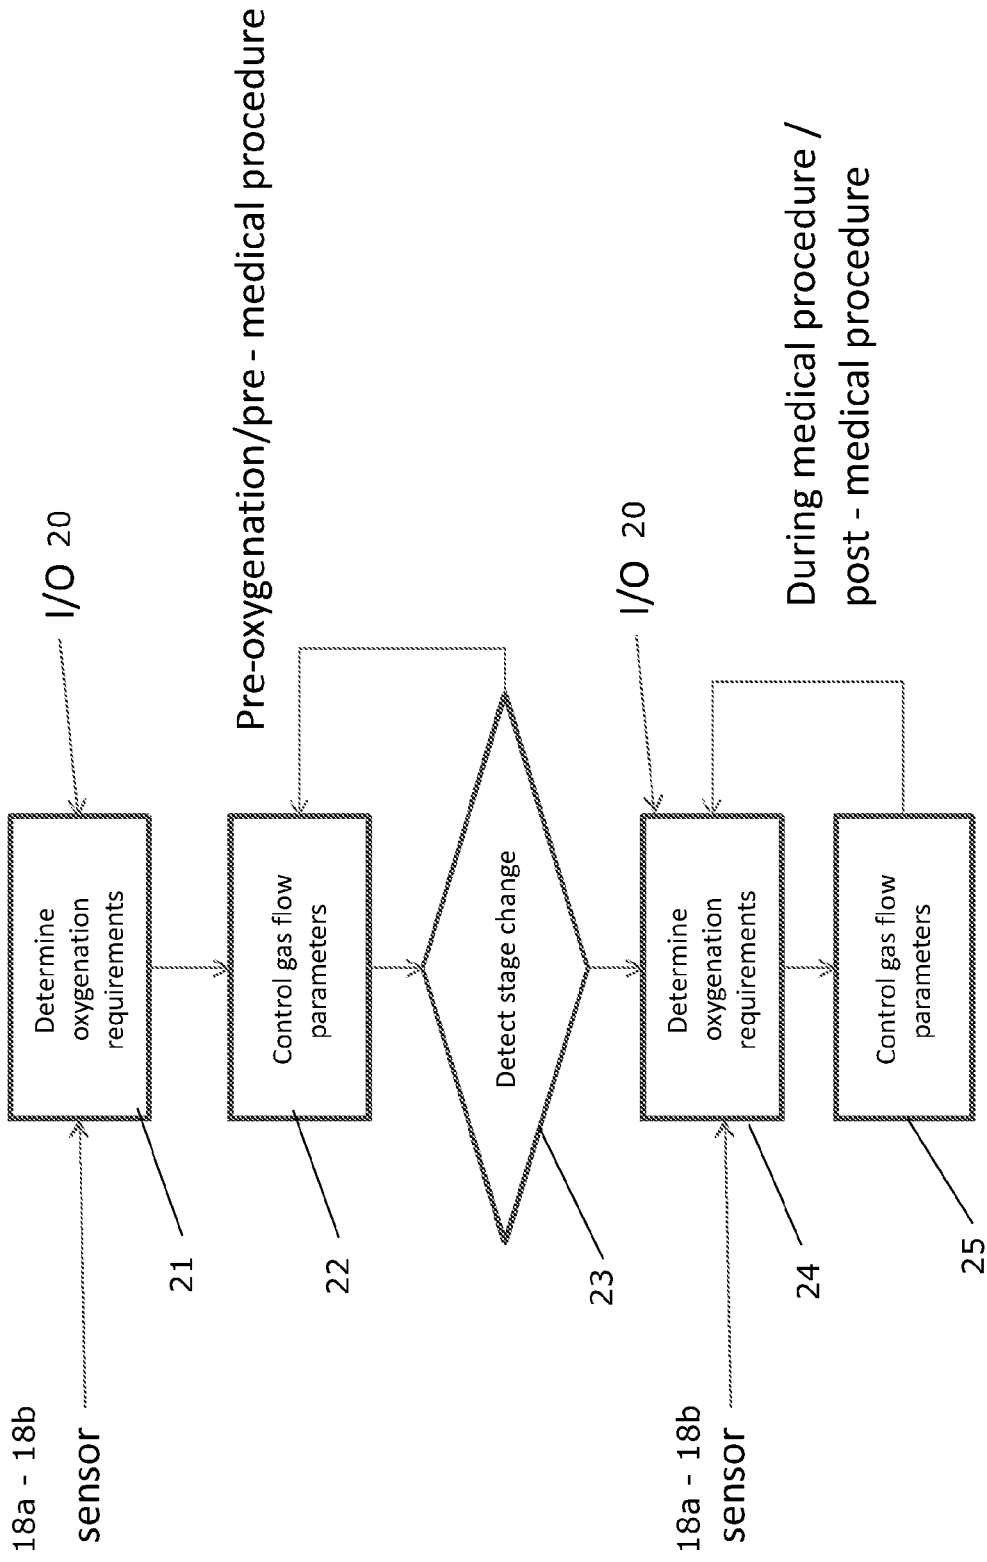 18a - 18b
sensor
Determine
oxygenation
requirements
I/O 20
21
Pre-oxygenation/pre - medical procedure
Control gas flow
parameters
22
Detect stage change
23
18a - 18b
sensor
Determine
oxygenation
requirements
I/O 20
24
During medical procedure /
post - medical procedure
Control gas flow
parameters
25